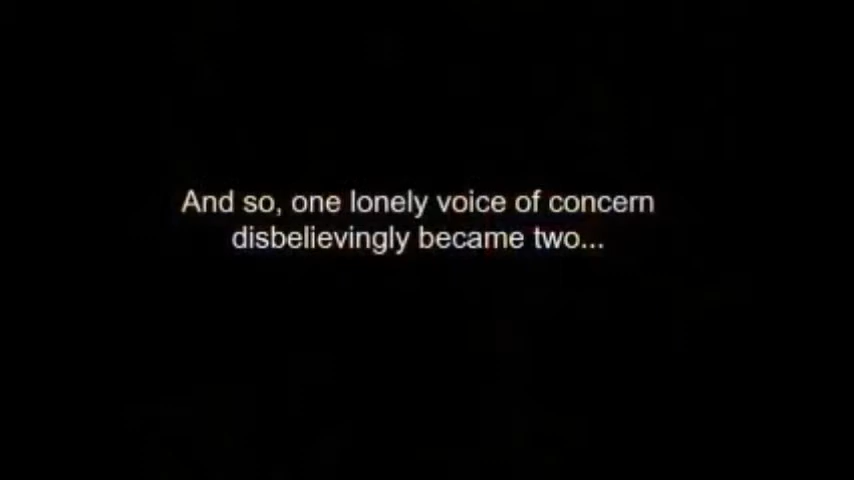 And so, one lonely voice of concern
disbelievingly became two...